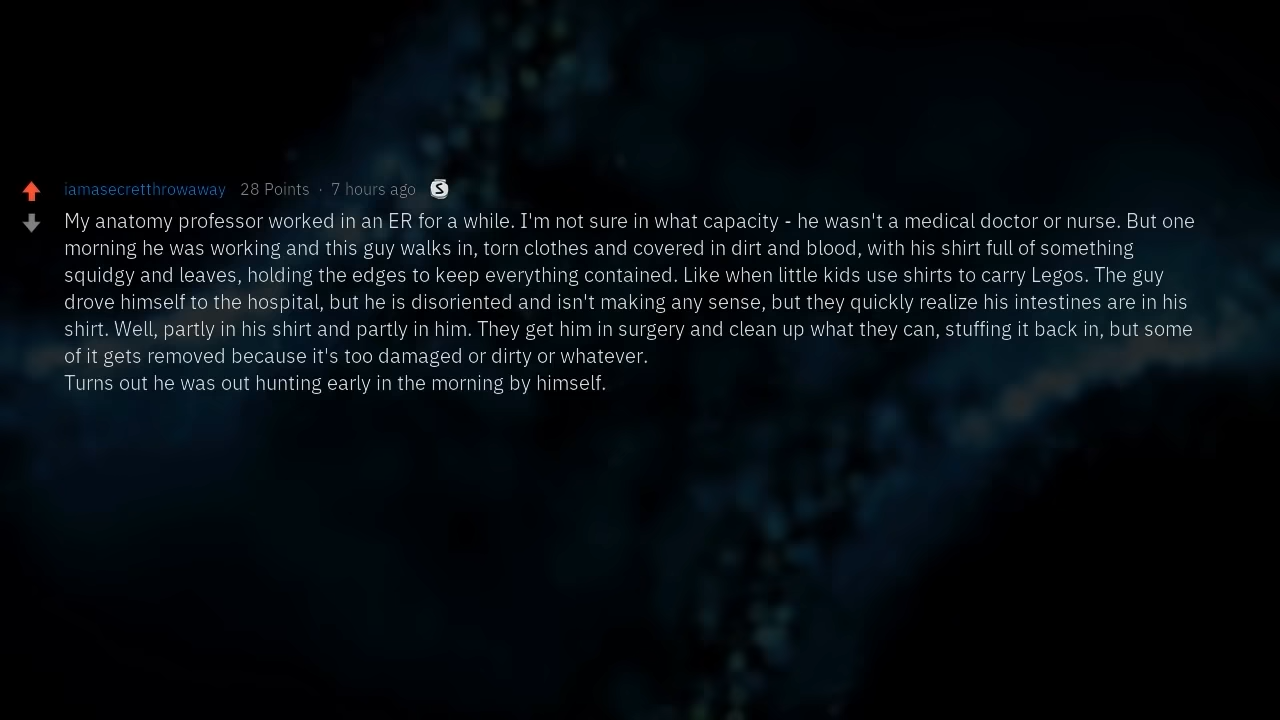 iamasecretthrowaway 28 Points · 7 hours ago S
My anatomy professor worked in an ER for a while. I'm not sure in what capacity - he wasn't a medical doctor or nurse. But one
morning he was working and this guy walks in, torn clothes and covered in dirt and blood, with his shirt full of something
squidgy and leaves, holding the edges to keep everything contained. Like when little kids use shirts to carry Legos. The guy
drove himself to the hospital, but he is disoriented and isn't making any sense, but they quickly realize his intestines are in his
shirt. Well, partly in his shirt and partly in him. They get him in surgery and clean up what they can, stuffing it back in, but some
of it gets removed because it's too damaged or dirty or whatever.
Turns out he was out hunting early in the morning by himself.